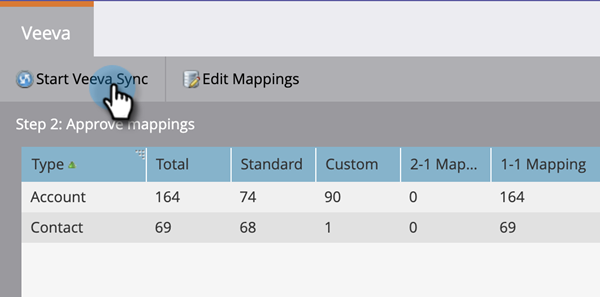 Veeva
Start Veeva Sync Edit Mappings
Step 2: Approve mappings
Type Total Standard Custom 2-1 Map... 1-1 Mapping
Account 164 74 90 0 164
Contact 69 68 1 0 69